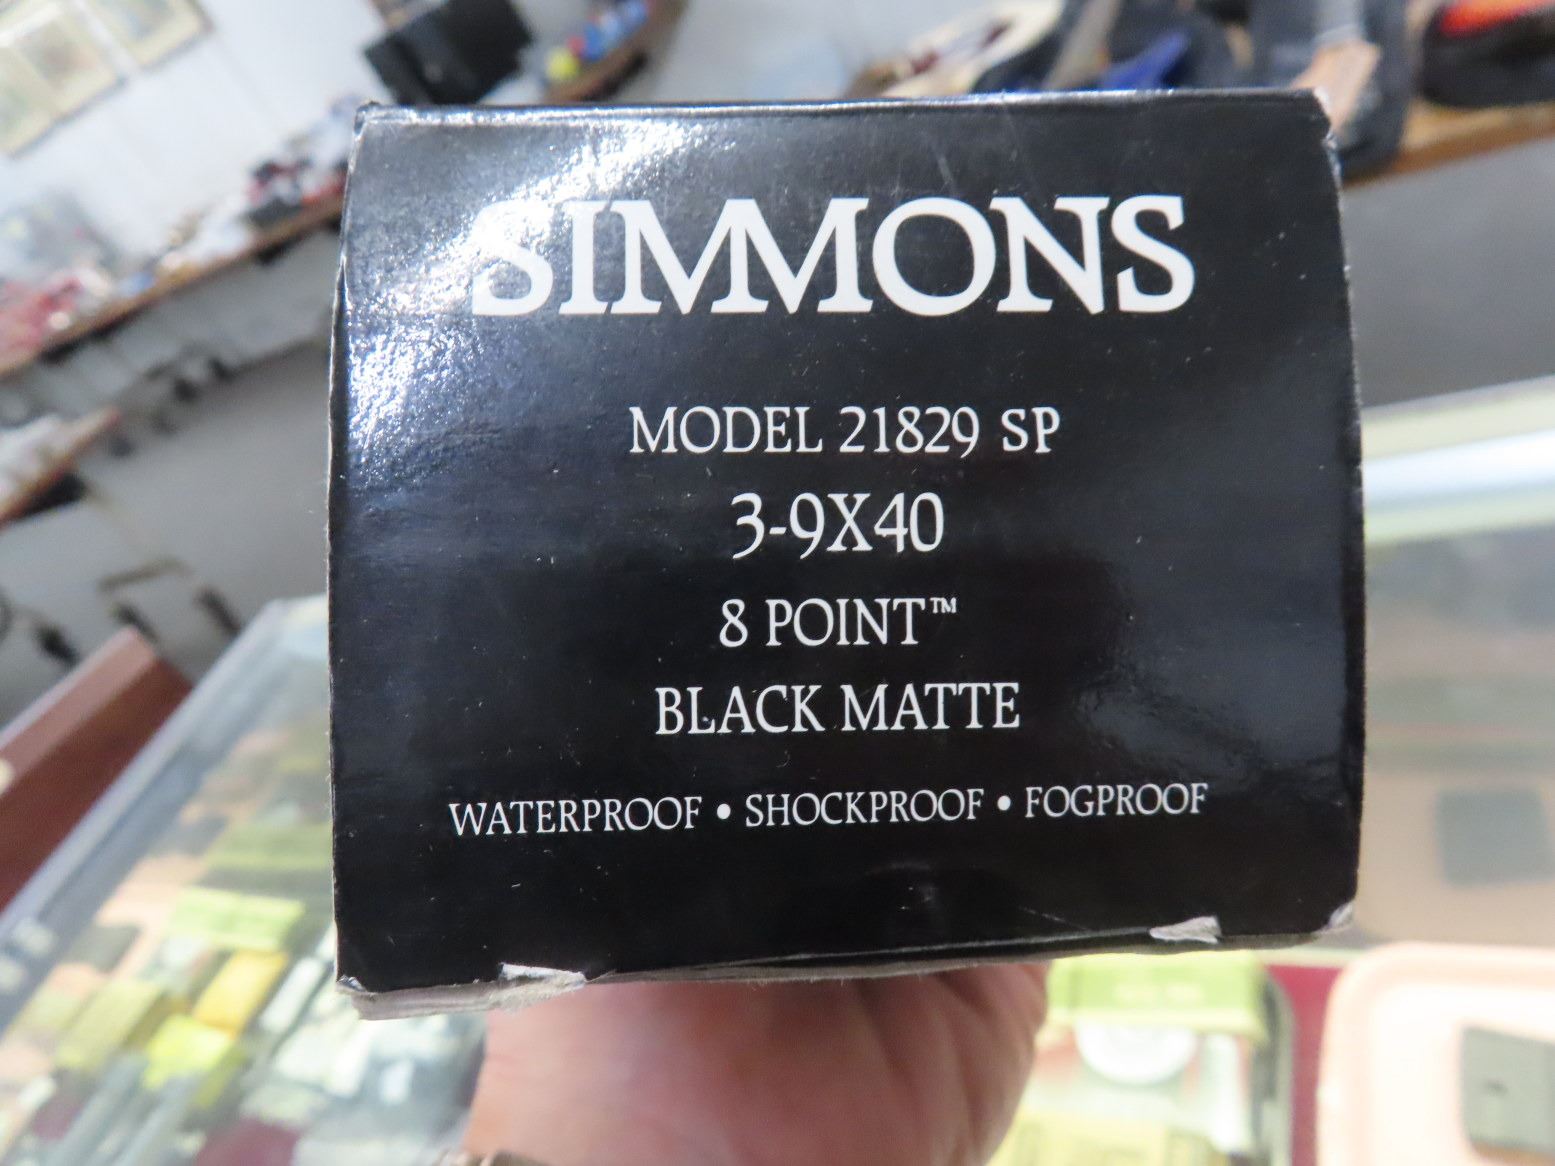 SIMMONS
MODEL 21829 SP
3-9X40
8 POINT™
BLACK MATTE
WATERPROOF • SHOCKPROOF • FOGPROOF